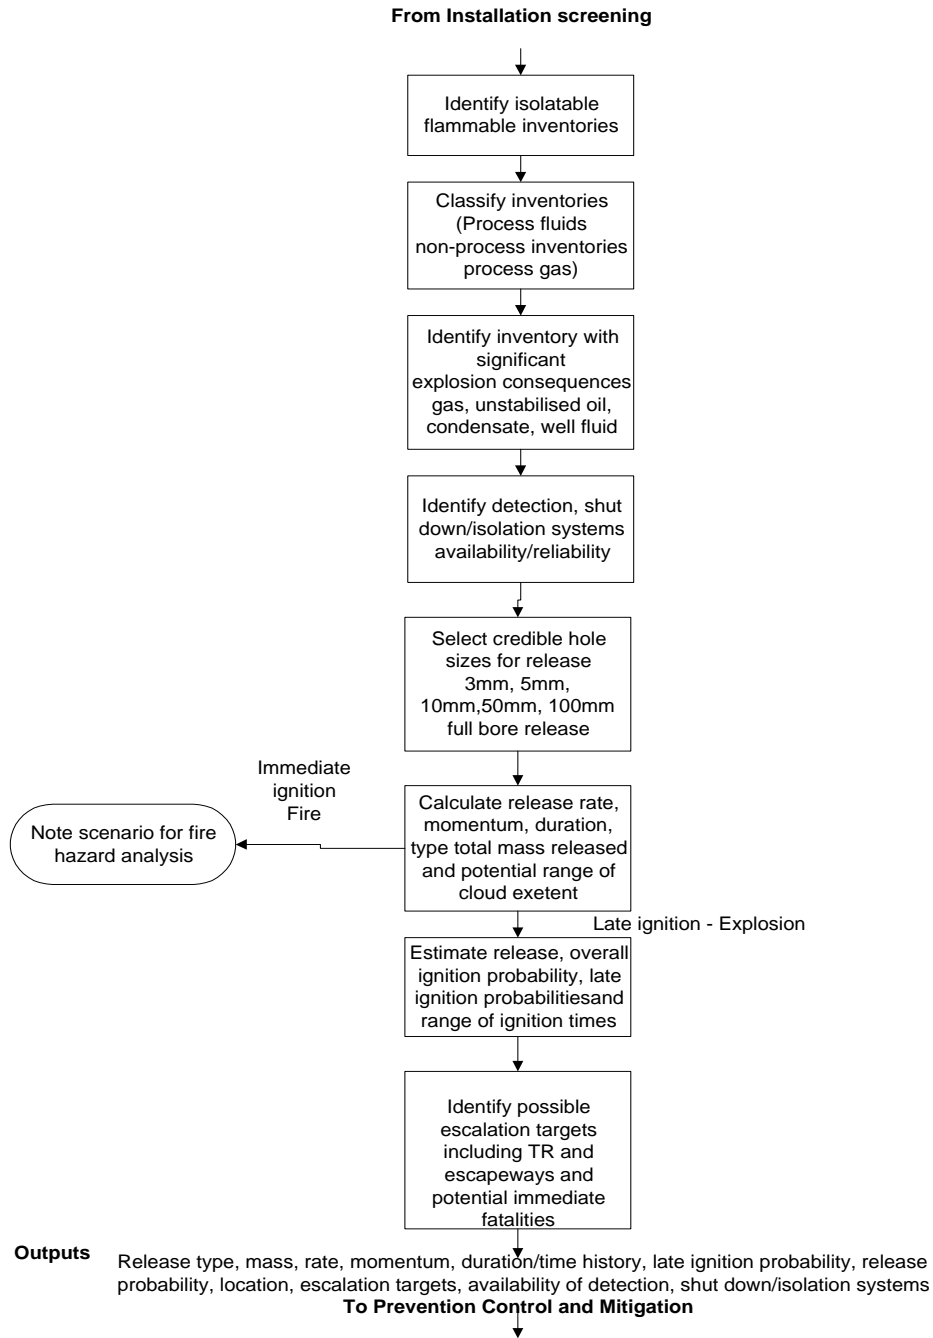 From Installation screening
Identify isolatable
flammable inventories
Classify inventories
(Process fluids
non-process inventories
process gas)
Identify inventory with
significant
explosion consequences
gas, unstabilised oil,
condensate, well fluid
Identify detection, shut
down/isolation systems
availability/reliability
Select credible hole
sizes for release
3mm, 5mm,
10mm,50mm, 100mm
full bore release
Immediate
ignition
Fire
Calculate release rate,
momentum, duration,
type total mass released
and potential range of
cloud exetent
Note scenario for fire
hazard analysis
Late ignition - Explosion
Estimate release, overall
ignition probability, late
ignition probabilitiesand
range of ignition times
Identify possible
escalation targets
including TR and
escapeways and
potential immediate
fatalities
Outputs
Release type, mass, rate, momentum, duration/time history, late ignition probability, release
probability, location, escalation targets, availability of detection, shut down/isolation systems
To Prevention Control and Mitigation